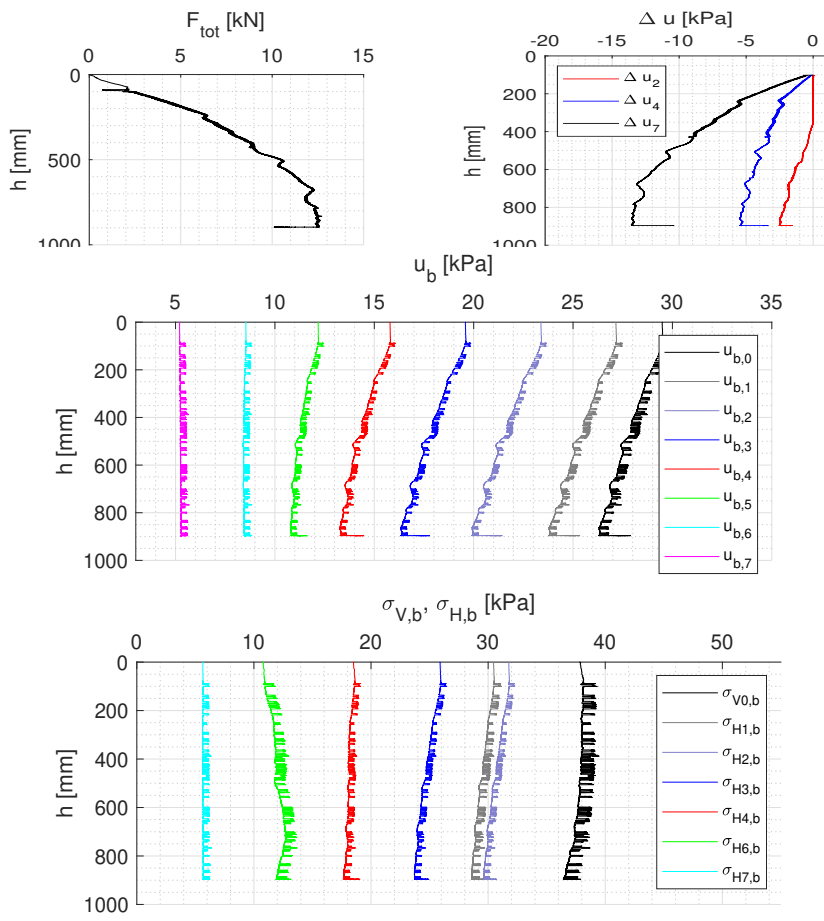 F_tot [kN]
0 5 10 15
0
500
1000
h [mm]
Δ u [kPa]
-20 -15 -10 -5 0
0
200
400
600
800
1000
h [mm]
Δ u_2
Δ u_4
Δ u_7
u_b [kPa]
5 10 15 20 25 30 35
0
200
400
600
800
1000
h [mm]
u_b,0
u_b,1
u_b,2
u_b,3
u_b,4
u_b,5
u_b,6
u_b,7
σ_V,b, σ_H,b [kPa]
0 10 20 30 40 50
0
200
400
600
800
1000
h [mm]
σ_V0,b
σ_H1,b
σ_H2,b
σ_H3,b
σ_H4,b
σ_H6,b
σ_H7,b